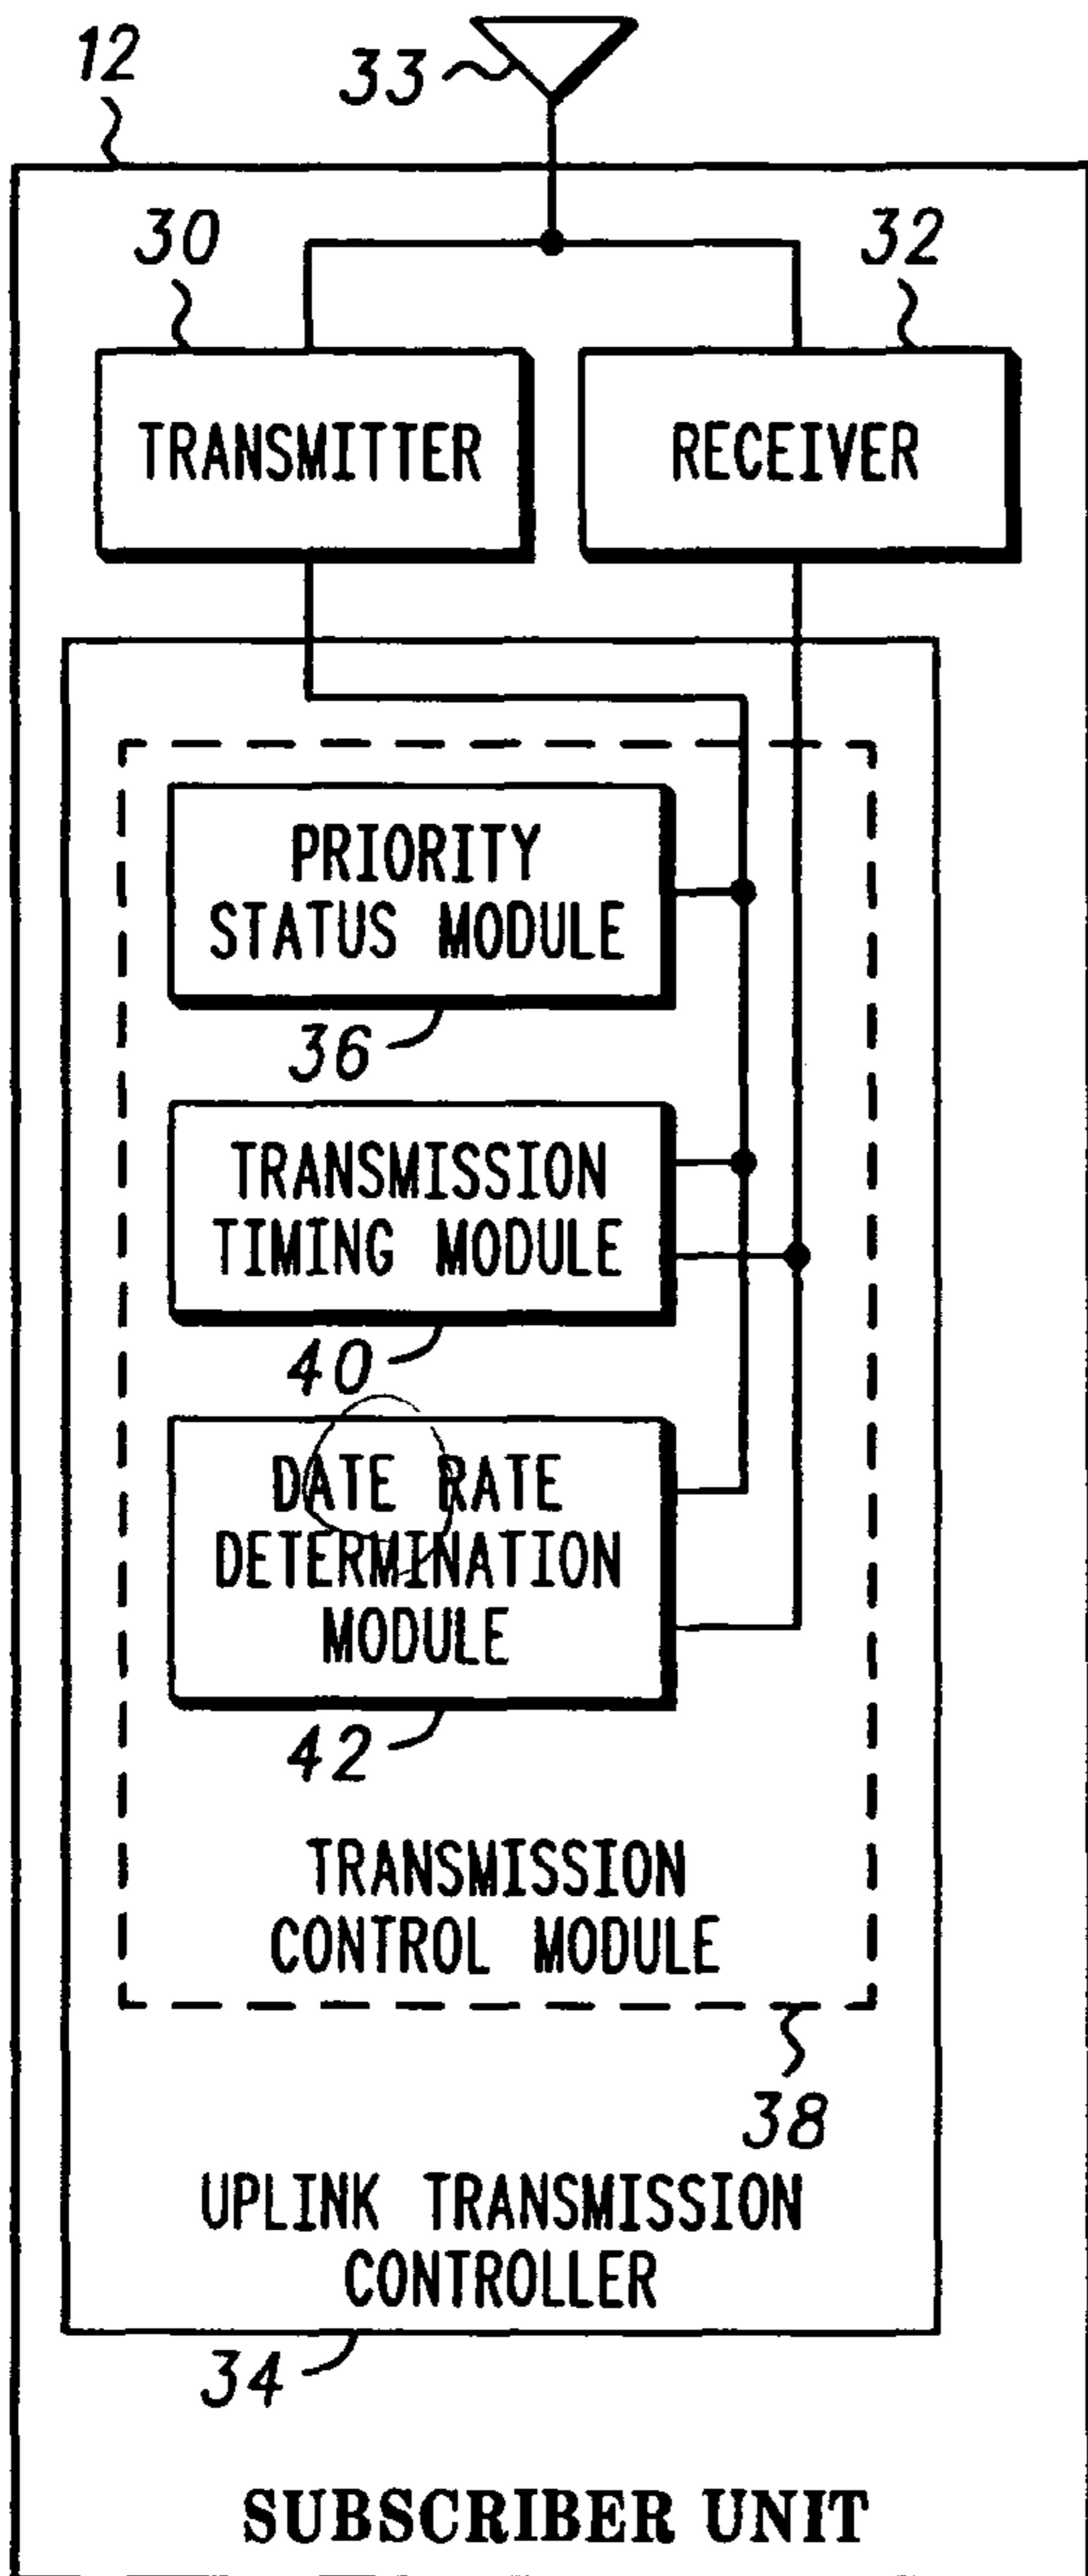 12
33
30
32
TRANSMITTER
RECEIVER
PRIORITY
STATUS MODULE
36
TRANSMISSION
TIMING MODULE
40
DATE RATE
DETERMINATION
MODULE
42
TRANSMISSION
CONTROL MODULE
38
UPLINK TRANSMISSION
CONTROLLER
34
SUBSCRIBER UNIT